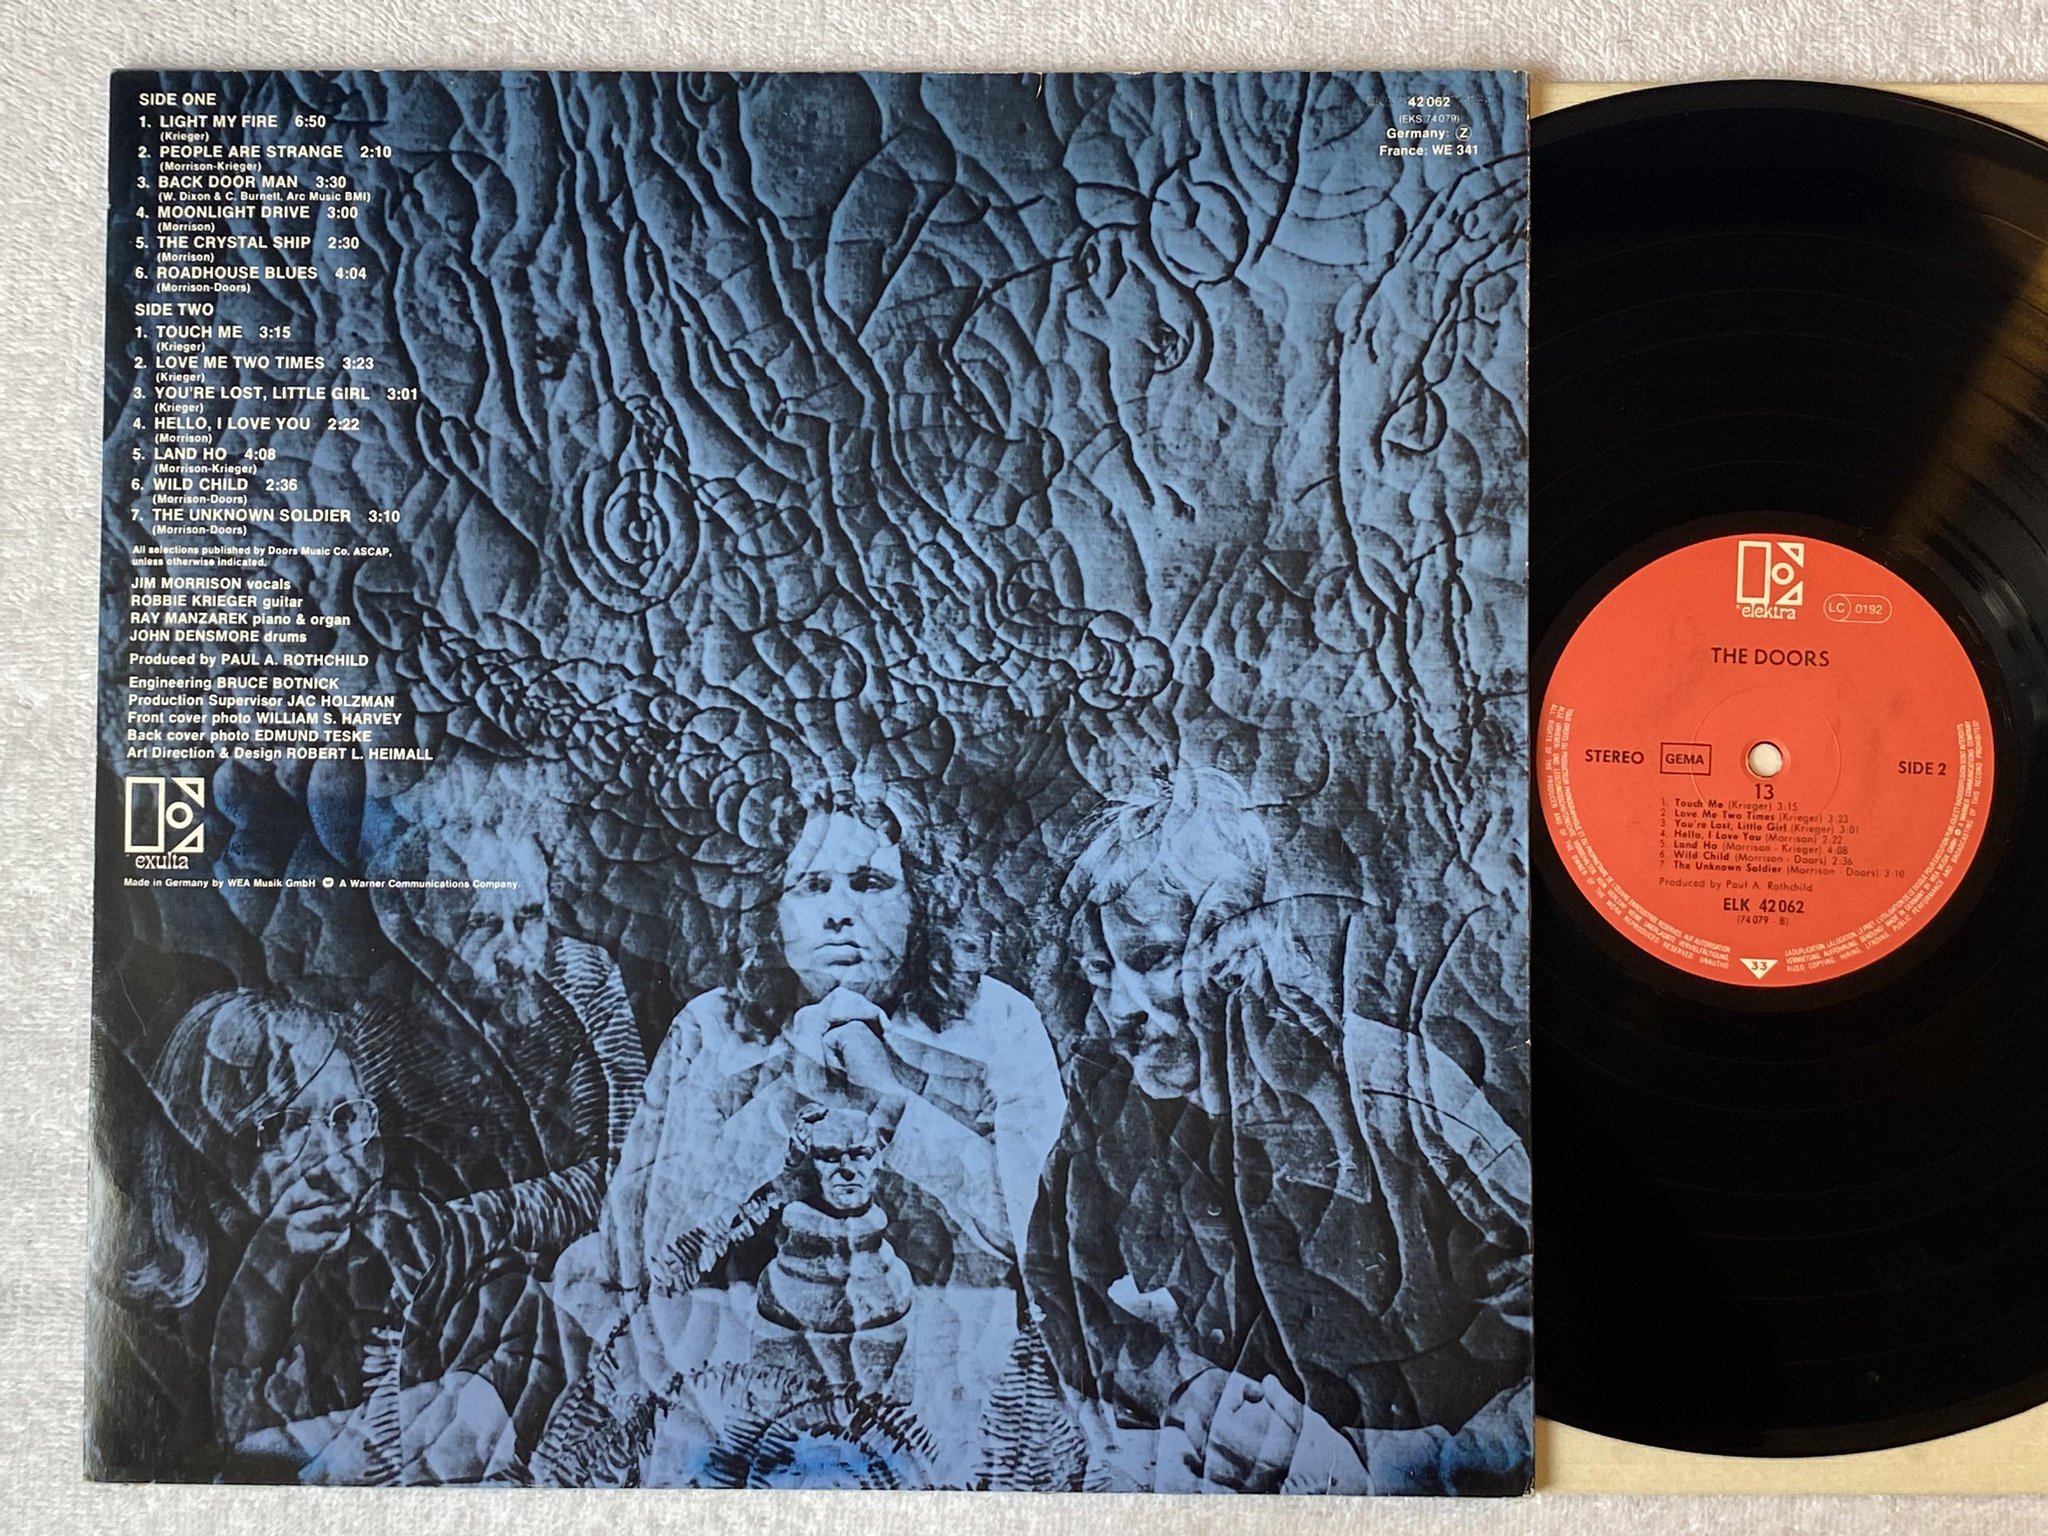 SIDE ONE
1. LIGHT MY FIRE 6:50
(Krieger)
2. PEOPLE ARE STRANGE 2:10
(Morrison-Krieger)
3. BACK DOOR MAN 3:30
(W. Dixon & C. Burnett, Arc Music BMI)
4. MOONLIGHT DRIVE 3:00
(Morrison)
5. THE CRYSTAL SHIP 2:30
(Morrison)
6. ROADHOUSE BLUES 4:04
(Morrison-Doors)
SIDE TWO
1. TOUCH ME 3:15
(Krieger)
2. LOVE ME TWO TIMES 3:23
(Krieger)
3. YOU'RE LOST, LITTLE GIRL 3:01
(Krieger)
4. HELLO, I LOVE YOU 2:22
(Morrison)
5. LAND HO 4:08
(Morrison-Krieger)
6. WILD CHILD 2:36
(Morrison-Doors)
7. THE UNKNOWN SOLDIER 3:10
(Morrison-Doors)
All selections published by Doors Music Co. ASCAP,
unless otherwise indicated.
JIM MORRISON vocals
ROBBIE KRIEGER guitar
RAY MANZAREK piano & organ
JOHN DENSMORE drums
Produced by PAUL A. ROTHCHILD
Engineering BRUCE BOTNICK
Production Supervisor JAC HOLZMAN
Front cover photo WILLIAM S. HARVEY
Back cover photo EDMUND TESKE
Art Direction & Design ROBERT L. HEIMALL
exulta
Made in Germany by WEA Musik GmbH A Warner Communications Company.
42 062
(EKS 74 079)
Germany: Z
France: WE 341
elektra
LC 0192
THE DOORS
STEREO GEMA
SIDE 2
13
1. Touch Me (Krieger) 3:15
2. Love Me Two Times (Krieger) 3:23
3. You're Lost, Little Girl (Krieger) 3:01
4. Hello, I Love You (Morrison) 2:22
5. Land Ho (Morrison - Krieger) 4:08
6. Wild Child (Morrison - Doors) 2:36
7. The Unknown Soldier (Morrison - Doors) 3:10
Produced by Paul A. Rothchild
ELK 42 062
(74 079 - B)
33